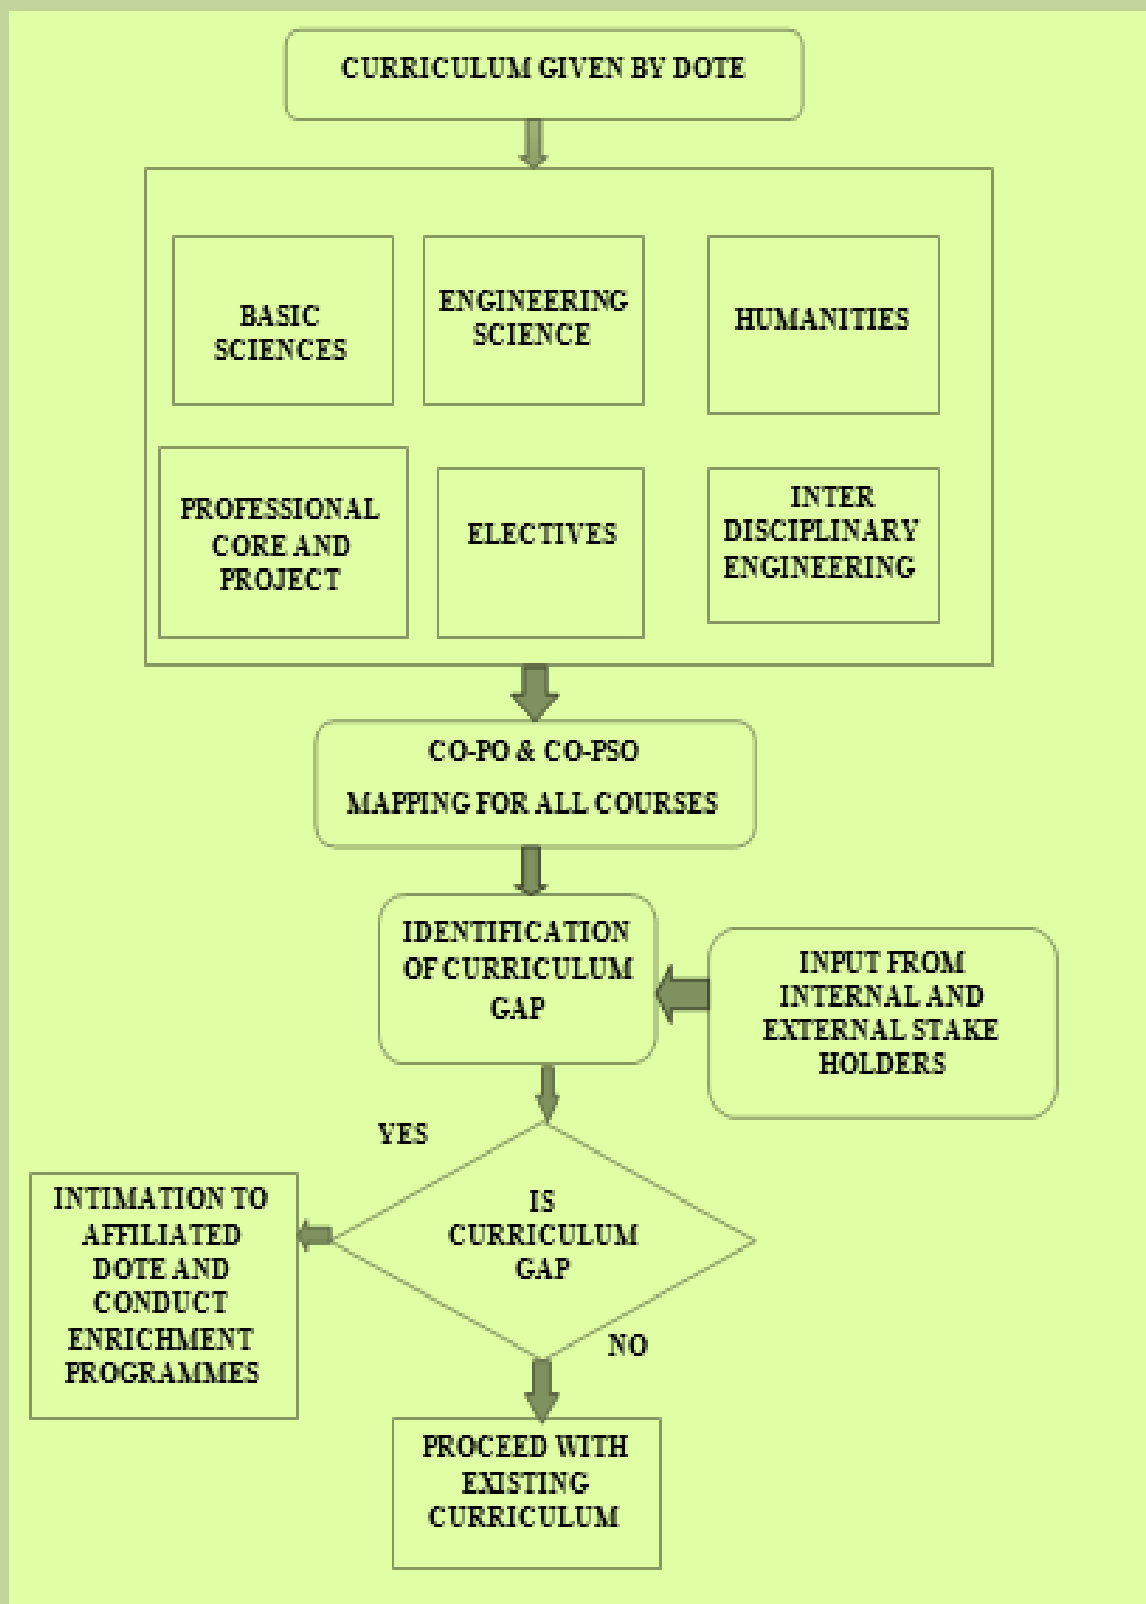 CURRICULUM GIVEN BY DOTE
BASIC
SCIENCES
ENGINEERING
SCIENCE
HUMANITIES
PROFESSIONAL
CORE AND
PROJECT
ELECTIVES
INTER
DISCIPLINARY
ENGINEERING
CO-PO & CO-PSO
MAPPING FOR ALL COURSES
IDENTIFICATION
OF CURRICULUM
GAP
INPUT FROM
INTERNAL AND
EXTERNAL STAKE
HOLDERS
YES
IS
CURRICULUM
GAP
INTIMATION TO
AFFILIATED
DOTE AND
CONDUCT
ENRICHMENT
PROGRAMMES
NO
PROCEED WITH
EXISTING
CURRICULUM